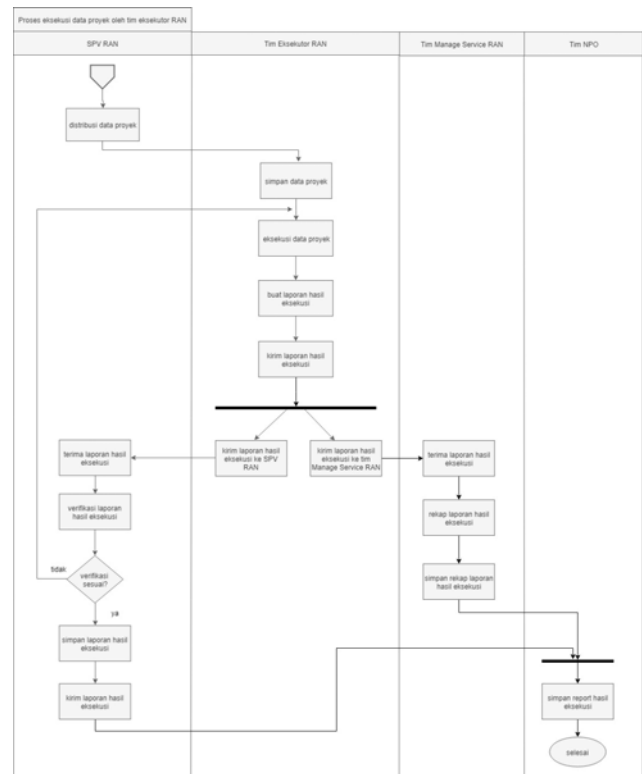 Proses eksekusi data proyek oleh tim eksekutor RAN
SPV RAN
Tim Eksekutor RAN
Tim Manage Service RAN
Tim NPO
distribusi data proyek
simpan data proyek
eksekusi data proyek
buat laporan hasil
eksekusi
kirim laporan hasil
eksekusi
kirim laporan hasil
eksekusi ke SPV
RAN
kirim laporan hasil
eksekusi ke tim
Manage Service RAN
terima laporan hasil
eksekusi
verifikasi laporan
hasil eksekusi
verifikasi
sesuai?
tidak
ya
simpan laporan hasil
eksekusi
kirim laporan hasil
eksekusi
terima laporan hasil
eksekusi
rekap laporan hasil
eksekusi
simpan rekap laporan
hasil eksekusi
simpan report hasil
eksekusi
selesai